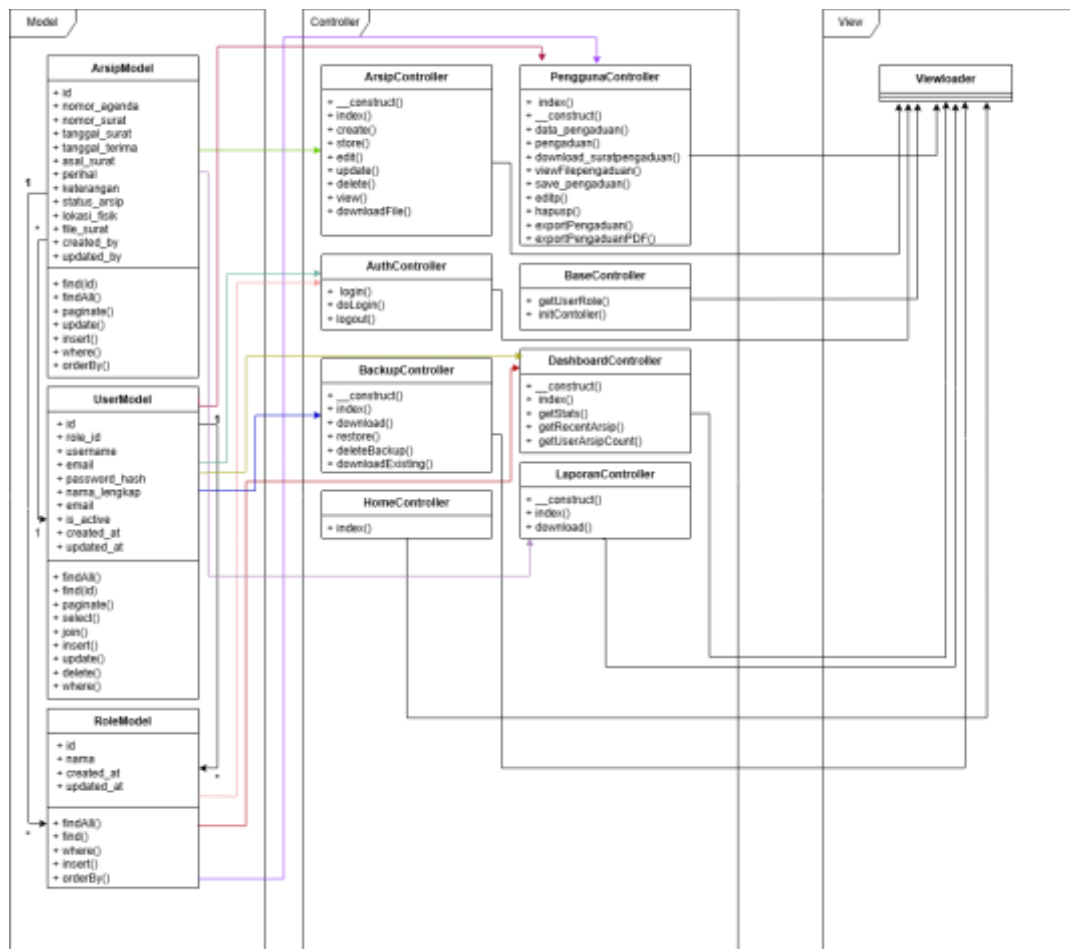 Model
ArsipModel
+ id
+ nomor_agenda
+ nomor_surat
+ tanggal_surat
+ tanggal_terima
+ asal_surat
+ perihal
+ keterangan
+ status_arsip
+ lokasi_fisik
+ file_surat
+ created_by
+ updated_by
+ find(id)
+ findAll()
+ paginate()
+ update()
+ insert()
+ where()
+ orderBy()
1
*
1
*
UserModel
+ id
+ role_id
+ username
+ email
+ password_hash
+ nama_lengkap
+ email
+ is_active
+ created_at
+ updated_at
+ findAll()
+ find(id)
+ paginate()
+ select()
+ join()
+ insert()
+ update()
+ delete()
+ where()
1
*
RoleModel
+ id
+ nama
+ created_at
+ updated_at
+ findAll()
+ find()
+ where()
+ insert()
+ orderBy()
Controller
ArsipController
+ __construct()
+ index()
+ create()
+ store()
+ edit()
+ update()
+ delete()
+ view()
+ downloadFile()
PenggunaController
+ index()
+ __construct()
+ data_pengaduan()
+ pengaduan()
+ download_suratpengaduan()
+ viewFilepengaduan()
+ save_pengaduan()
+ editp()
+ hapusp()
+ exportPengaduan()
+ exportPengaduanPDF()
AuthController
+ login()
+ doLogin()
+ logout()
BaseController
+ getUserRole()
+ initContoller()
BackupController
+ __construct()
+ index()
+ download()
+ restore()
+ deleteBackup()
+ downloadExisting()
DashboardController
+ __construct()
+ index()
+ getStats()
+ getRecentArsip()
+ getUserArsipCount()
HomeController
+ index()
LaporanController
+ __construct()
+ index()
+ download()
View
Viewloader